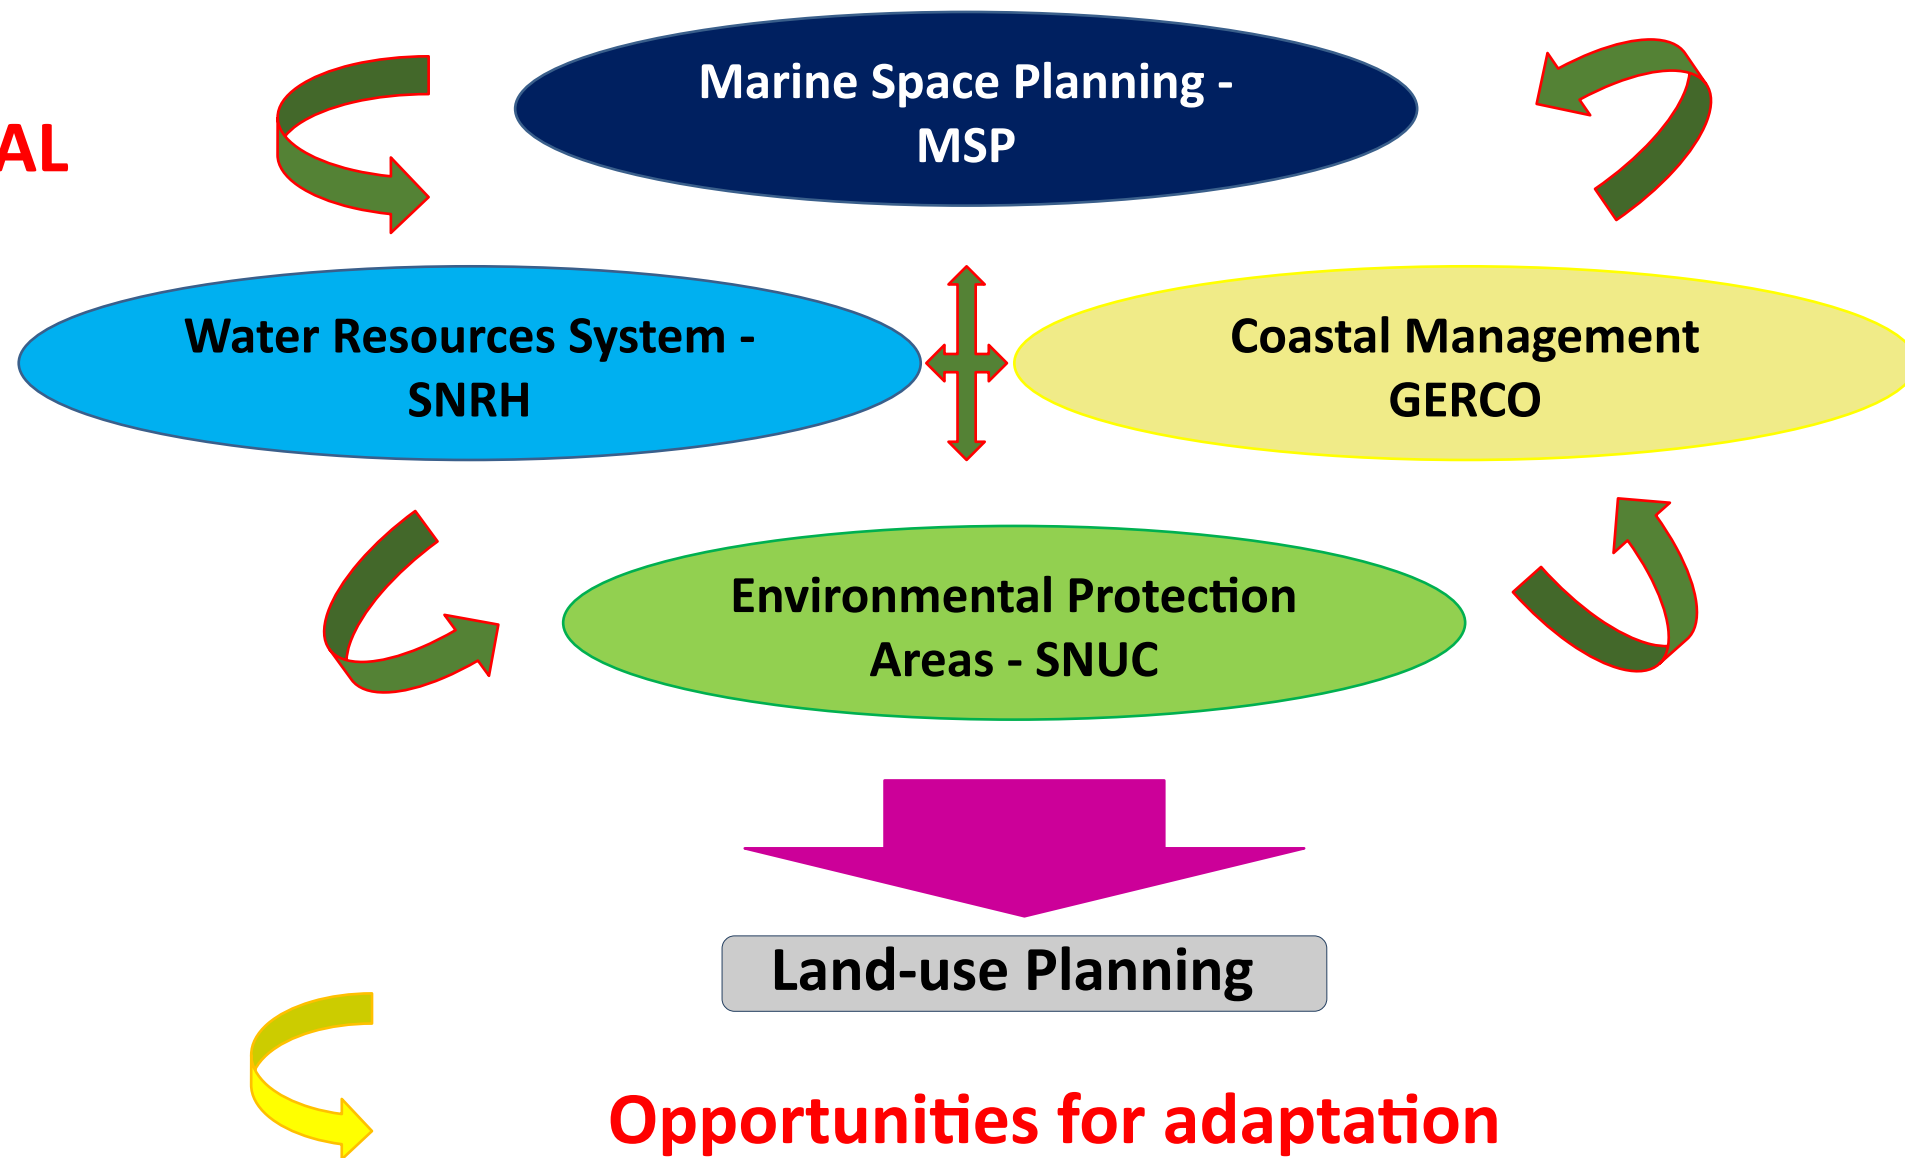 Marine Space Planning -
MSP
AL
Water Resources System -
SNRH
Coastal Management
GERCO
Environmental Protection
Areas - SNUC
Land-use Planning
Opportunities for adaptation